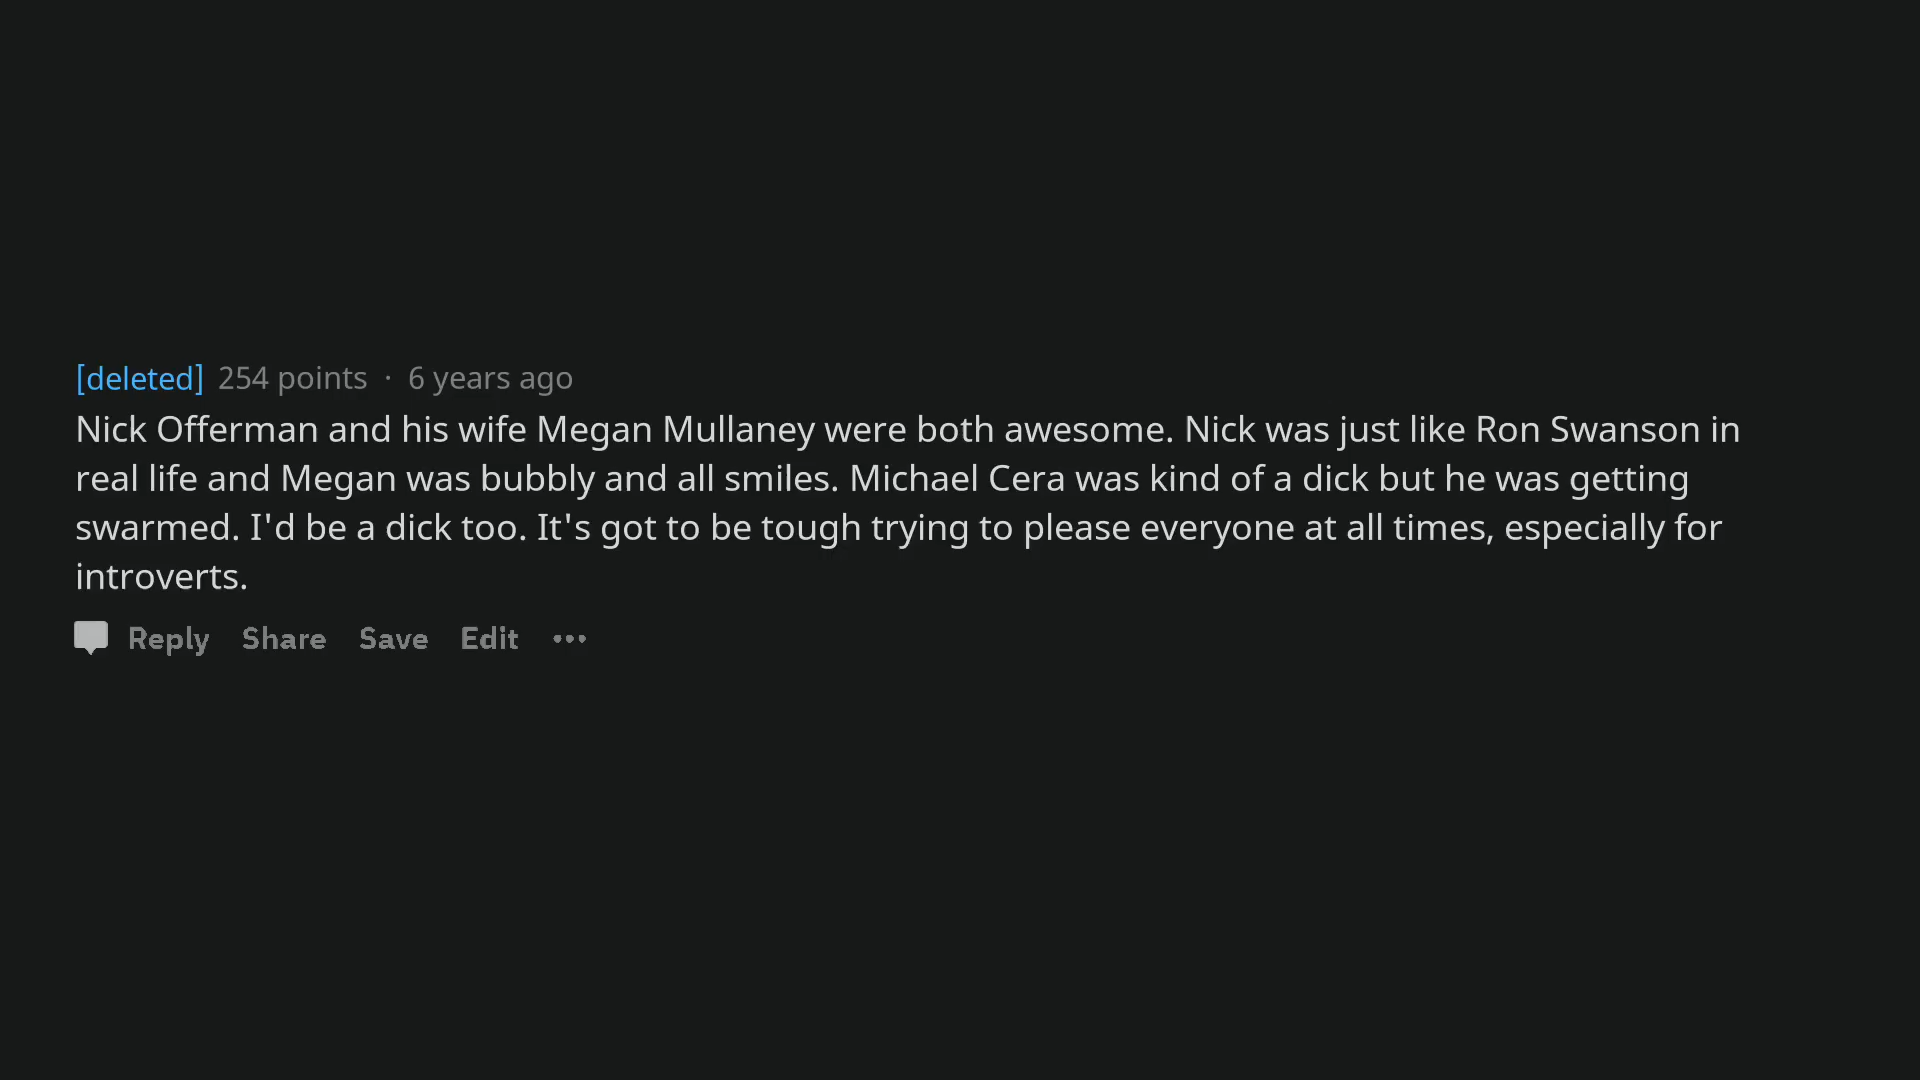 [deleted] 254 points · 6 years ago
Nick Offerman and his wife Megan Mullaney were both awesome. Nick was just like Ron Swanson in
real life and Megan was bubbly and all smiles. Michael Cera was kind of a dick but he was getting
swarmed. I'd be a dick too. It's got to be tough trying to please everyone at all times, especially for
introverts.
Reply Share Save Edit •••